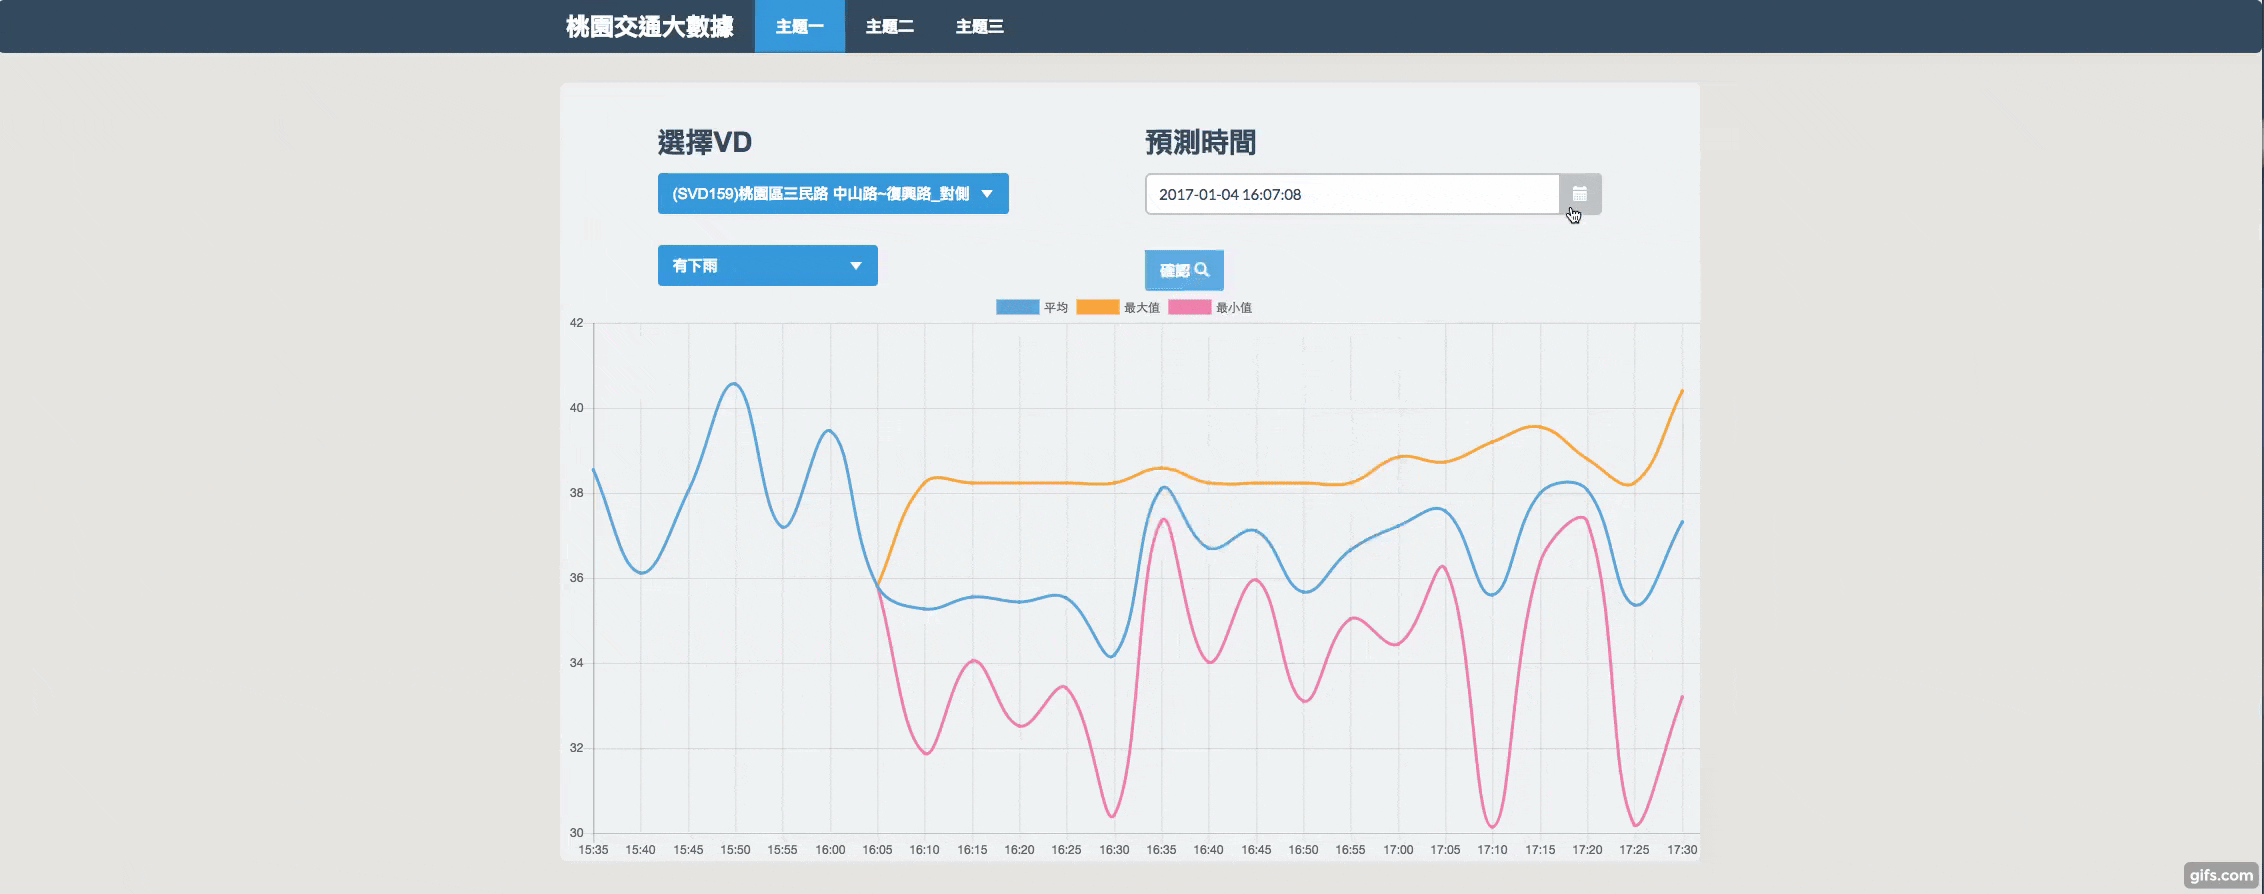 桃園交通大數據 主題一 主題二 主題三
選擇VD 預測時間
(SVD159)桃園區三民路 中山路~復興路_對側 2017-01-04 16:07:08
有下雨 確認
平均 最大值 最小值
42
40
38
36
34
32
30
15:35 15:40 15:45 15:50 15:55 16:00 16:05 16:10 16:15 16:20 16:25 16:30 16:35 16:40 16:45 16:50 16:55 17:00 17:05 17:10 17:15 17:20 17:25 17:30
gifs.com